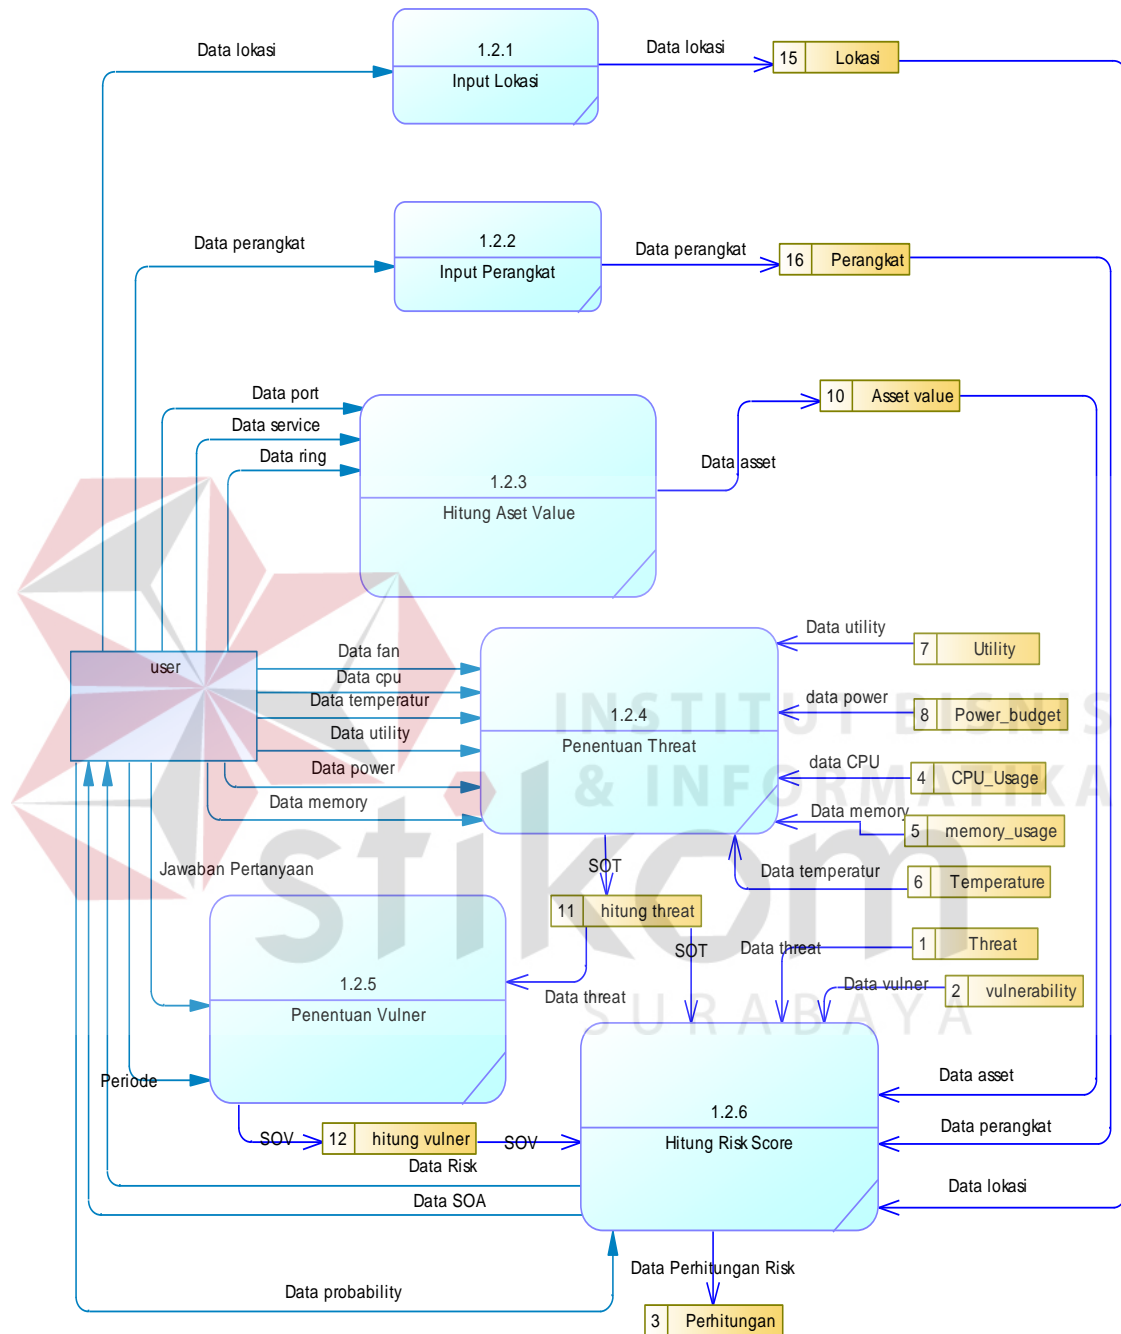 Data lokasi
1.2.1
Input Lokasi
Data lokasi
15 Lokasi
Data perangkat
1.2.2
Input Perangkat
Data perangkat
16 Perangkat
Data port
Data service
Data ring
1.2.3
Hitung Aset Value
Data asset
10 Asset value
user
Data fan
Data cpu
Data temperatur
Data utility
Data power
Data memory
1.2.4
Penentuan Threat
Data utility
7 Utility
data power
8 Power_budget
data CPU
4 CPU_Usage
Data memory
5 memory_usage
Data temperatur
6 Temperature
INSTITUT BISNIS
& INFORMATIKA
stikom
SURABAYA
SOT
11 hitung threat
SOT
Data threat
1 Threat
Data vulner
2 vulnerability
Jawaban Pertanyaan
1.2.5
Penentuan Vulner
Data threat
Periode
SOV
12 hitung vulner
SOV
1.2.6
Hitung Risk Score
Data asset
Data perangkat
Data lokasi
Data Risk
Data SOA
Data probability
Data Perhitungan Risk
3 Perhitungan